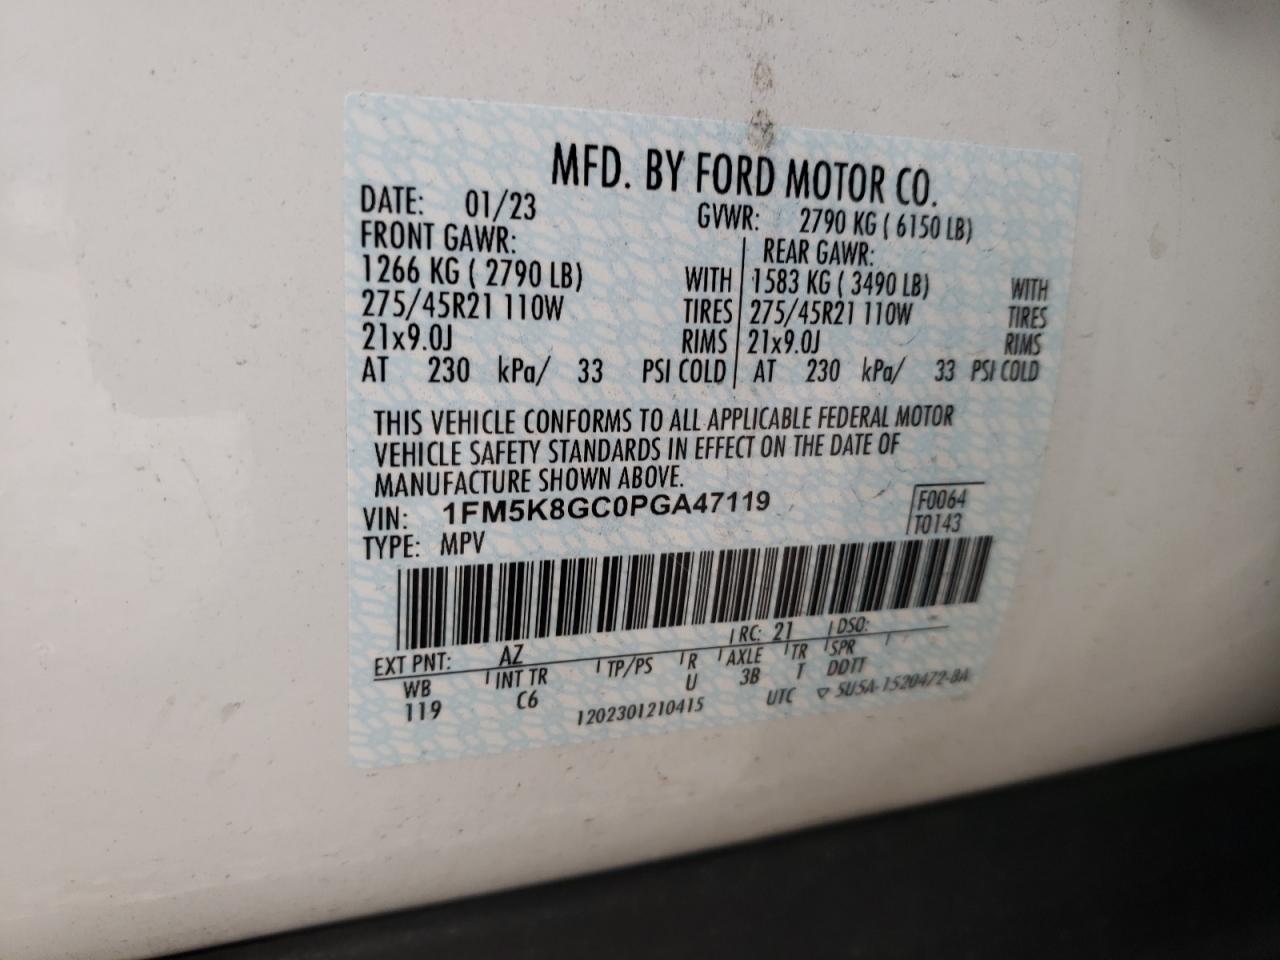 MFD. BY FORD MOTOR CO.
DATE: 01/23 GVWR: 2790 KG ( 6150 LB)
FRONT GAWR: REAR GAWR:
1266 KG ( 2790 LB) WITH 1583 KG ( 3490 LB) WITH
275/45R21 110W TIRES 275/45R21 110W TIRES
21x9.0J RIMS 21x9.0J RIMS
AT 230 kPa/ 33 PSI COLD AT 230 kPa/ 33 PSI COLD
THIS VEHICLE CONFORMS TO ALL APPLICABLE FEDERAL MOTOR
VEHICLE SAFETY STANDARDS IN EFFECT ON THE DATE OF
MANUFACTURE SHOWN ABOVE.
VIN: 1FM5K8GC0PGA47119 F0064
TYPE: MPV T0143
EXT PNT: AZ RC: 21 DSO:
WB INT TR TP/PS R AXLE TR SPR
119 C6 U 3B T DDTT
1202301210415 UTC ▽ 5U5A-1520472-BA